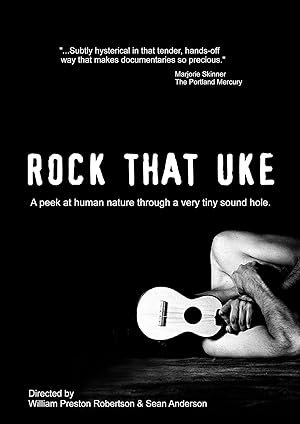 "...Subtly hysterical in that tender, hands-off
way that makes documentaries so precious."
Marjorie Skinner
The Portland Mercury
ROCK THAT UKE
A peek at human nature through a very tiny sound hole.
Directed by
William Preston Robertson & Sean Anderson